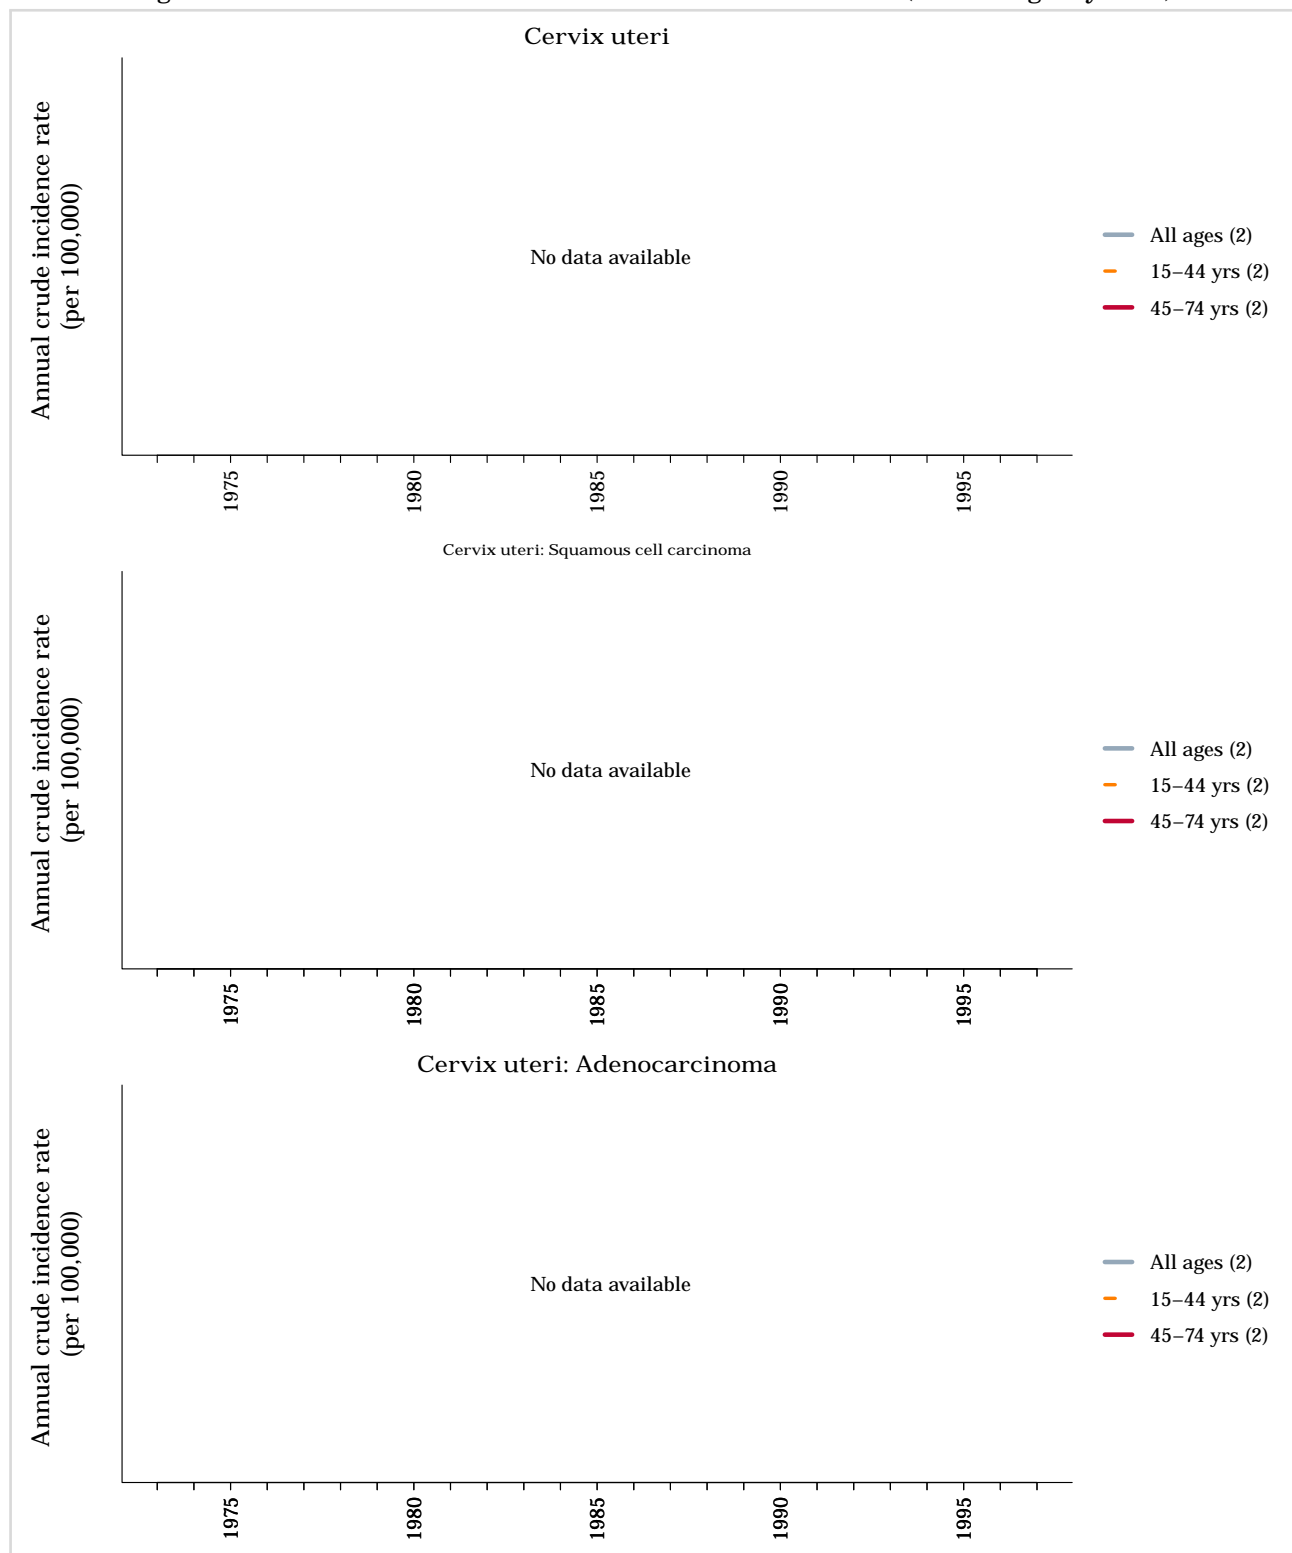 Cervix uteri
Annual crude incidence rate
(per 100,000)
No data available
All ages (2)
15–44 yrs (2)
45–74 yrs (2)
1975
1980
1985
1990
1995
Cervix uteri: Squamous cell carcinoma
Annual crude incidence rate
(per 100,000)
No data available
All ages (2)
15–44 yrs (2)
45–74 yrs (2)
1975
1980
1985
1990
1995
Cervix uteri: Adenocarcinoma
Annual crude incidence rate
(per 100,000)
No data available
All ages (2)
15–44 yrs (2)
45–74 yrs (2)
1975
1980
1985
1990
1995